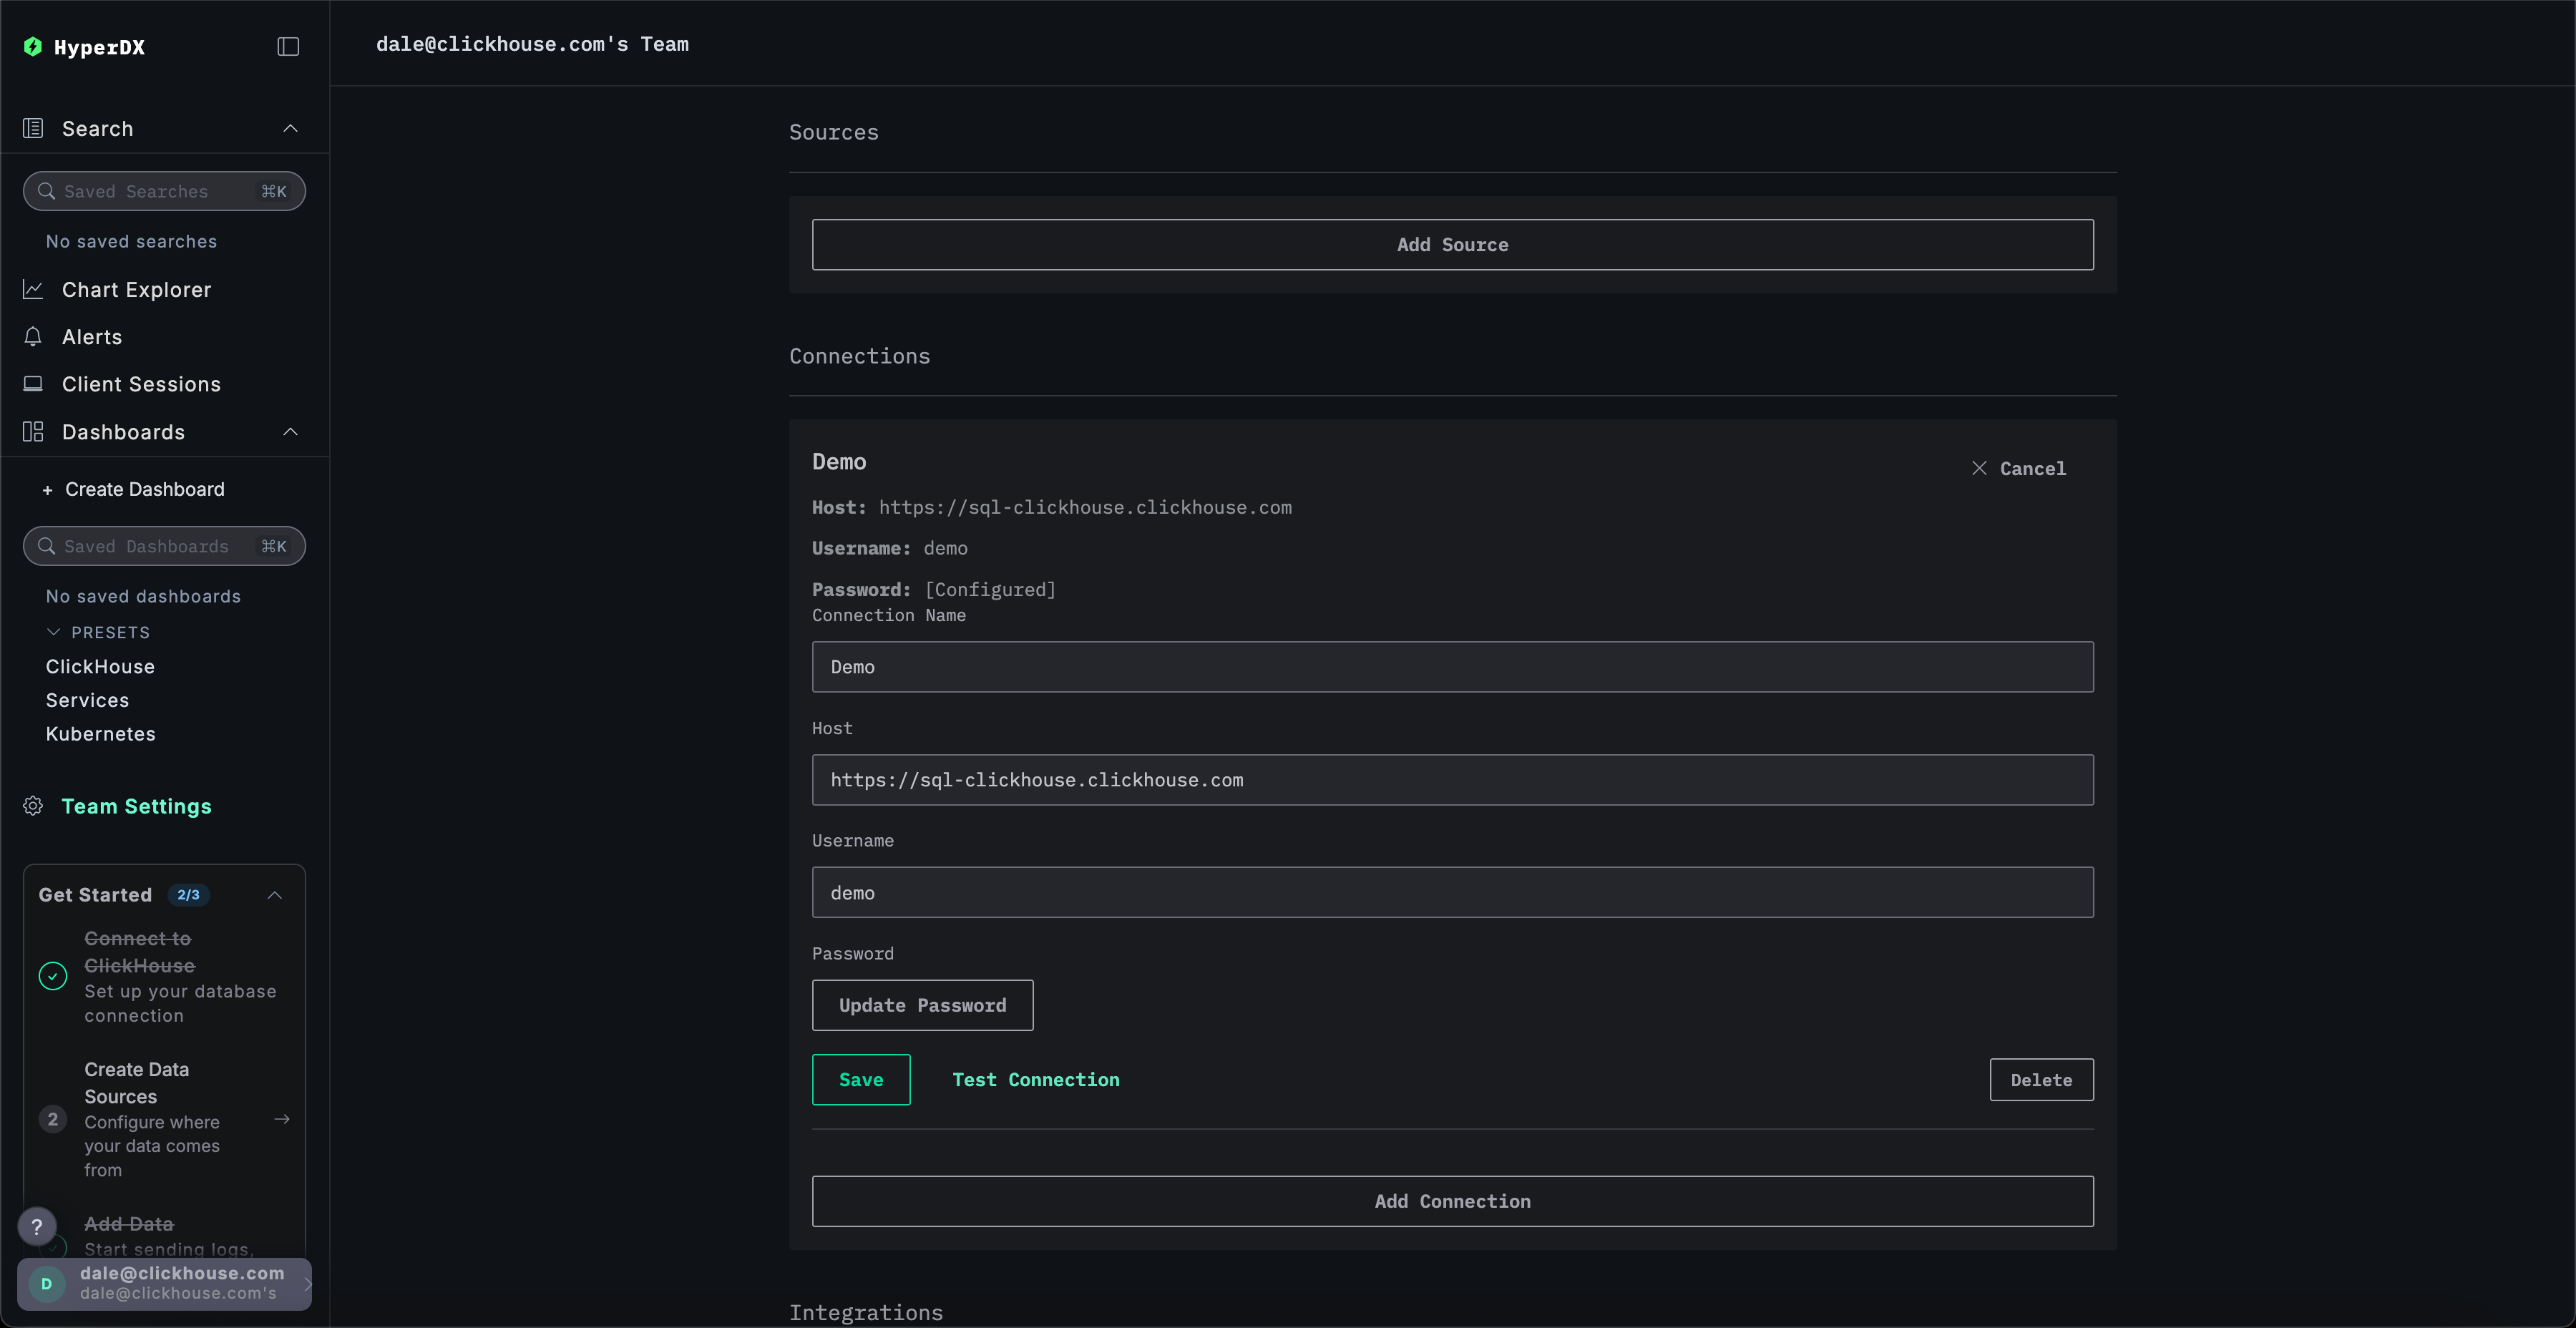 HyperDX
Search
Saved Searches ⌘K
No saved searches
Chart Explorer
Alerts
Client Sessions
Dashboards
+ Create Dashboard
Saved Dashboards ⌘K
No saved dashboards
PRESETS
ClickHouse
Services
Kubernetes
Team Settings
Get Started 2/3
Connect to
ClickHouse
Set up your database
connection
2
Create Data
Sources
Configure where
your data comes
from
Add Data
Start sending logs,
?
D
dale@clickhouse.com
dale@clickhouse.com's
dale@clickhouse.com's Team
Sources
Add Source
Connections
Demo
Cancel
Host: https://sql-clickhouse.clickhouse.com
Username: demo
Password: [Configured]
Connection Name
Demo
Host
https://sql-clickhouse.clickhouse.com
Username
demo
Password
Update Password
Save
Test Connection
Delete
Add Connection
Integrations